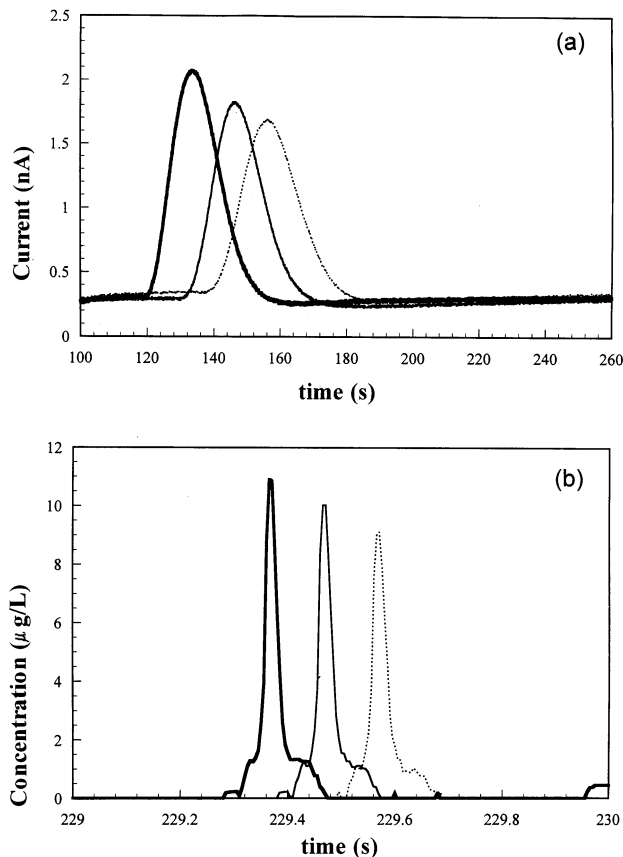 (a)
2.5
2
1.5
1
0.5
0
Current (nA)
100 120 140 160 180 200 220 240 260
time (s)
(b)
12
10
8
6
4
2
0
Concentration (μg/L)
229 229.2 229.4 229.6 229.8 230
time (s)